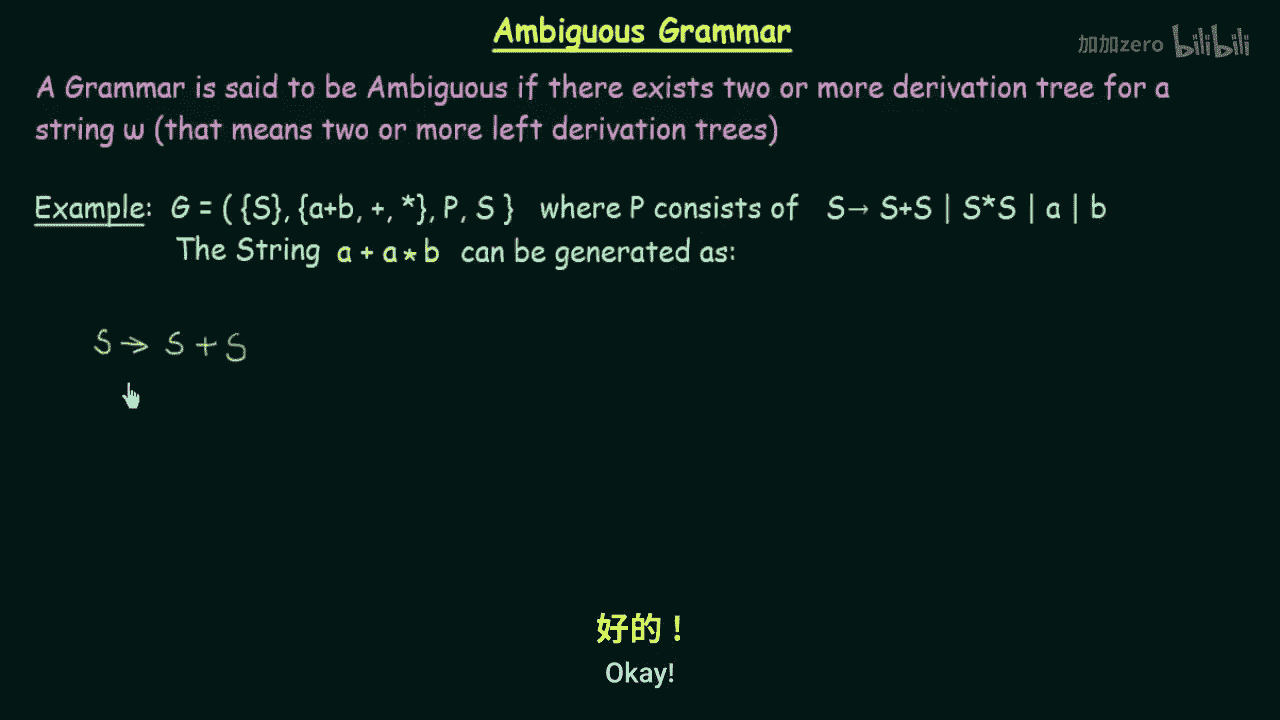 Ambiguous Grammar
加加zero bilibili
A Grammar is said to be Ambiguous if there exists two or more derivation tree for a
string w (that means two or more left derivation trees)
Example: G = ( {S}, {a+b, +, *}, P, S } where P consists of S→ S+S | S*S | a | b
The String a + a * b can be generated as:
S → S + S
好的！
Okay!